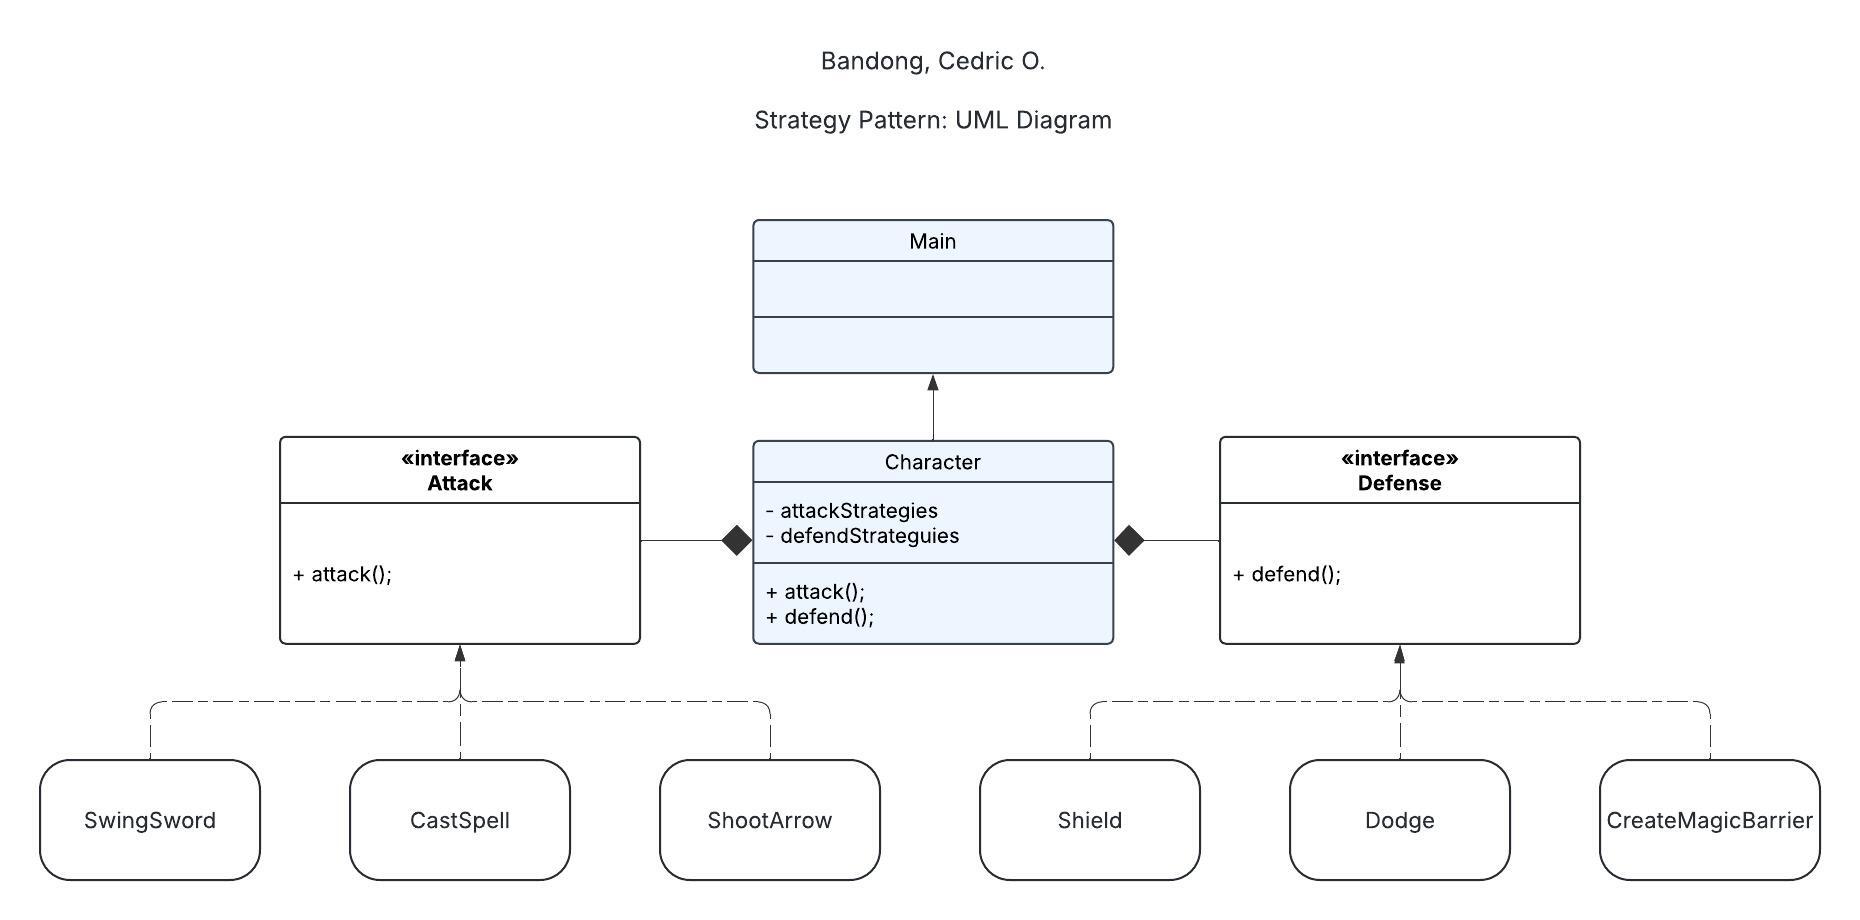 Bandong, Cedric O.
Strategy Pattern: UML Diagram
Main
«interface»
Attack
+ attack();
Character
- attackStrategies
- defendStrateguies
+ attack();
+ defend();
«interface»
Defense
+ defend();
SwingSword
CastSpell
ShootArrow
Shield
Dodge
CreateMagicBarrier